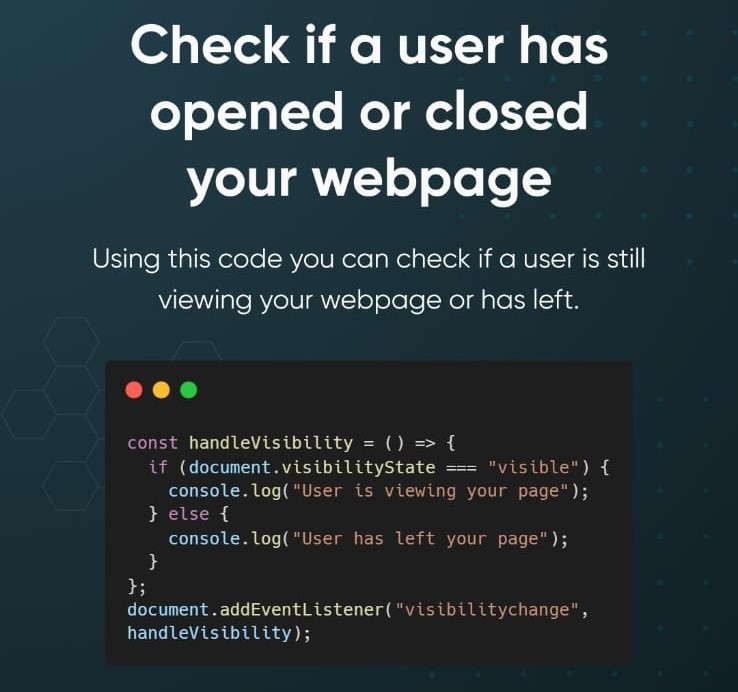 Check if a user has
opened or closed
your webpage
Using this code you can check if a user is still
viewing your webpage or has left.
const handleVisibility = () => {
  if (document.visibilityState === "visible") {
    console.log("User is viewing your page");
  } else {
    console.log("User has left your page");
  }
};
document.addEventListener("visibilitychange",
handleVisibility);